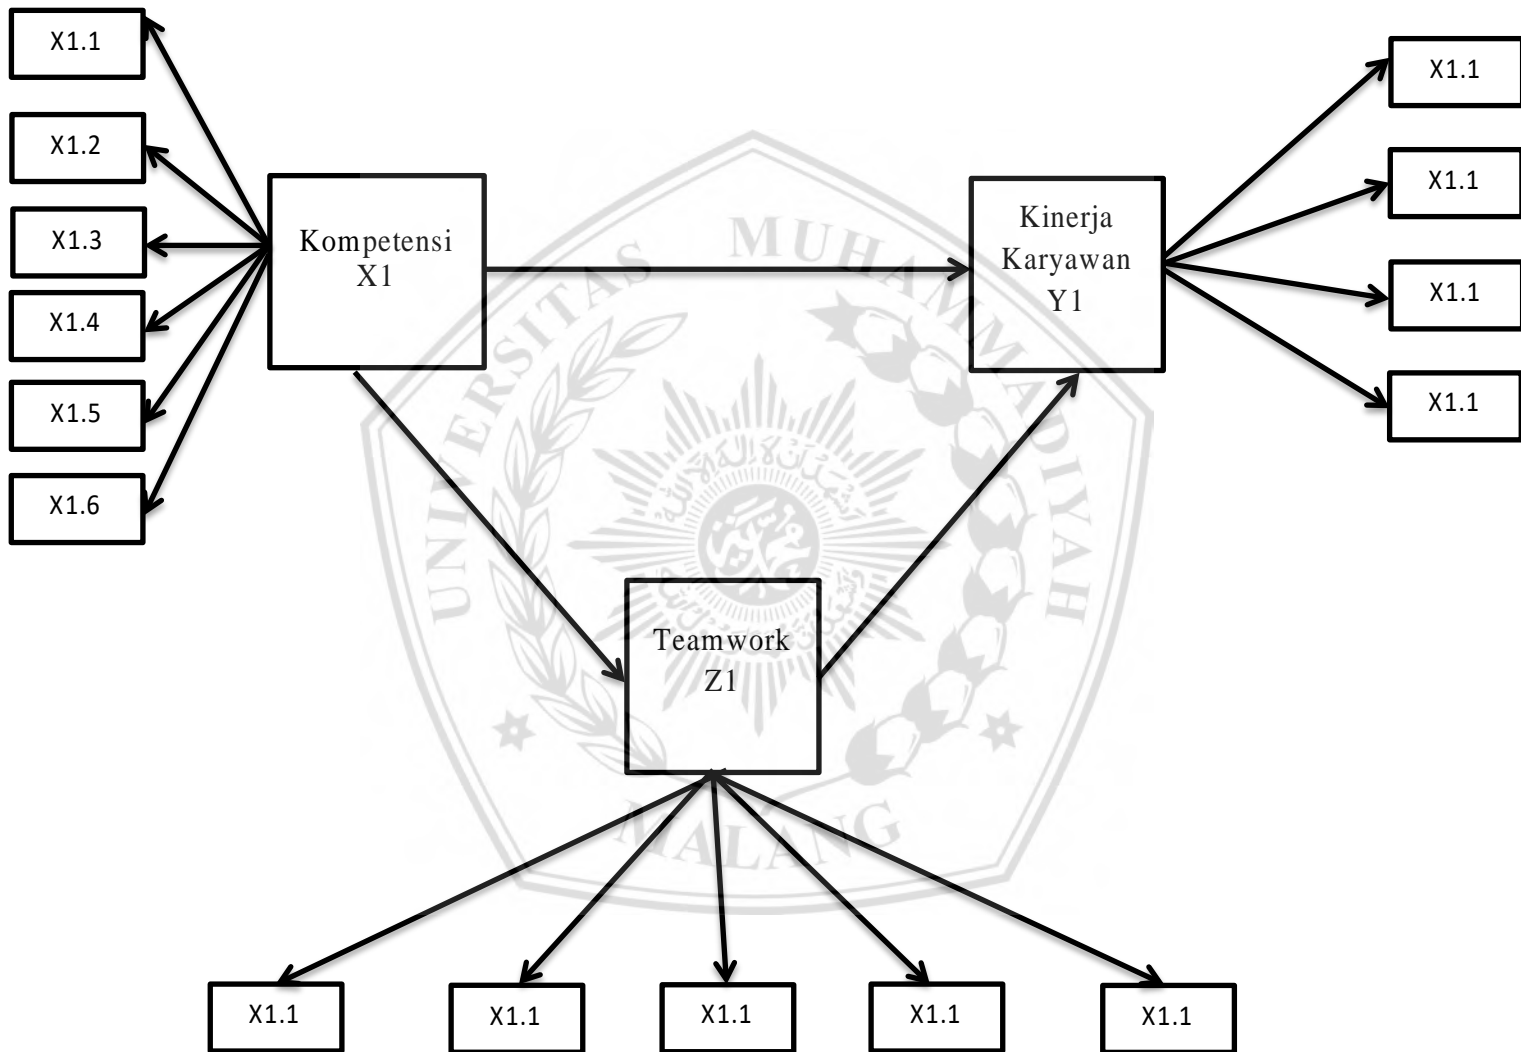 X1.1
X1.2
X1.3
X1.4
X1.5
X1.6
Kompetensi
X1
Kinerja
Karyawan
Y1
X1.1
X1.1
X1.1
X1.1
Teamwork
Z1
X1.1
X1.1
X1.1
X1.1
X1.1
UNIVERSITAS MUHAMMADIYAH
MALANG